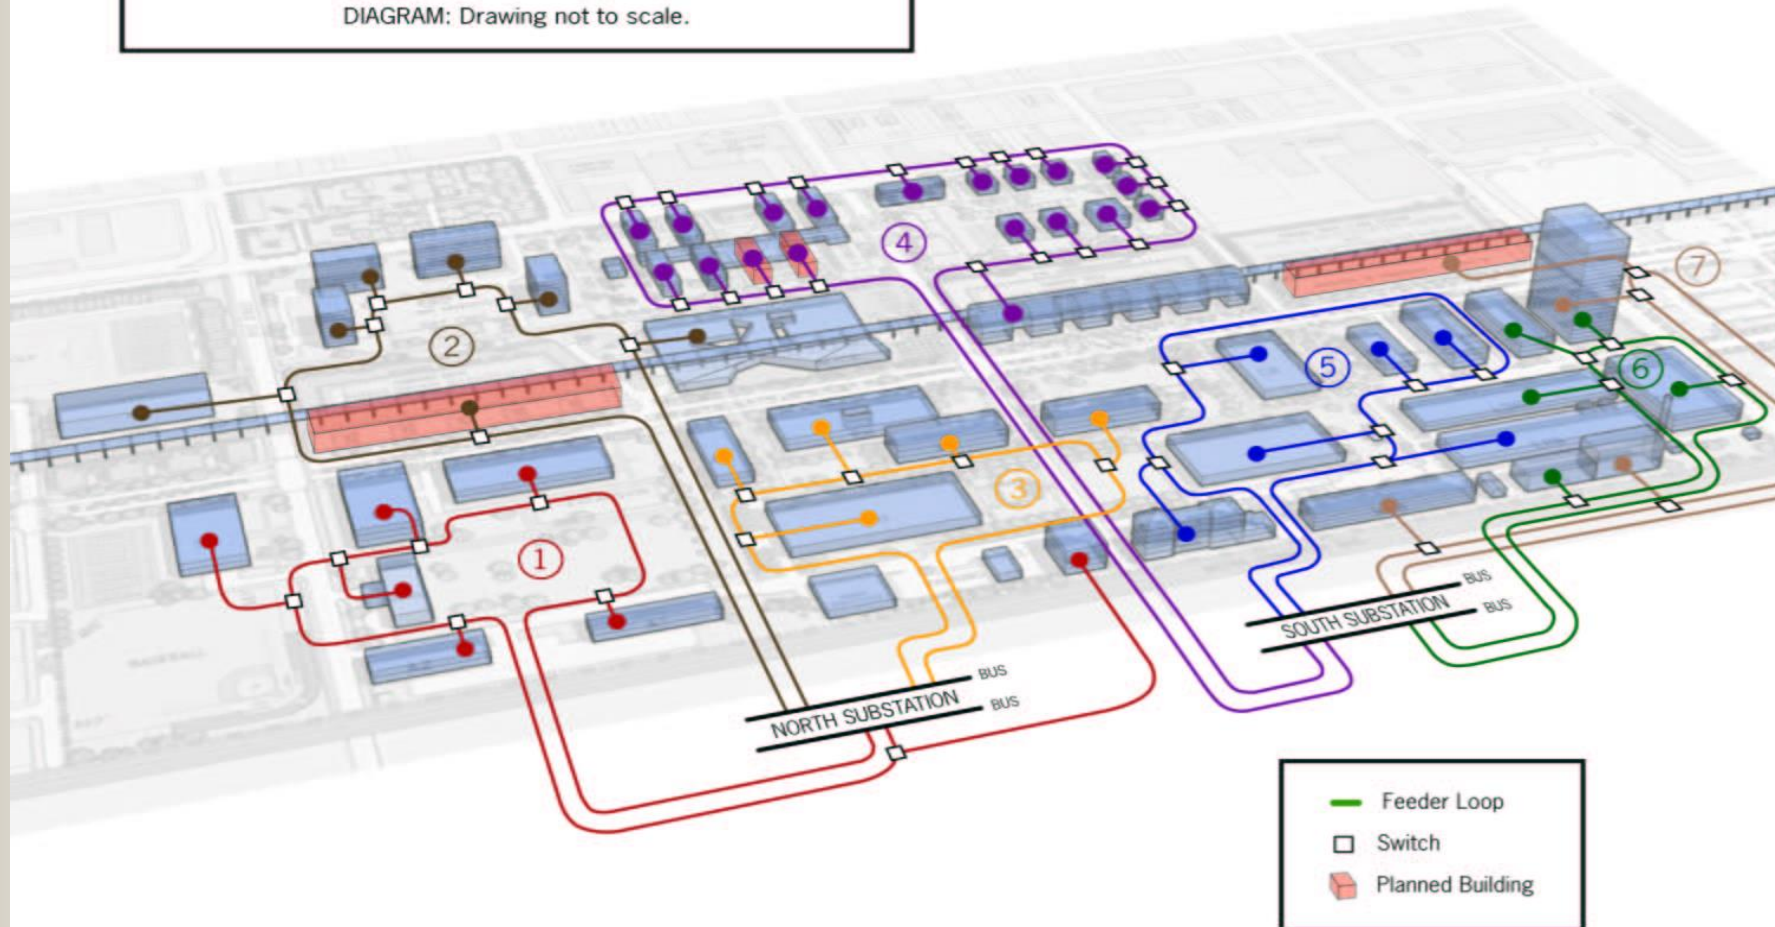 DIAGRAM: Drawing not to scale.
4
7
2
5
6
3
1
BUS
SOUTH SUBSTATION
BUS
BUS
NORTH SUBSTATION
BUS
Feeder Loop
Switch
Planned Building